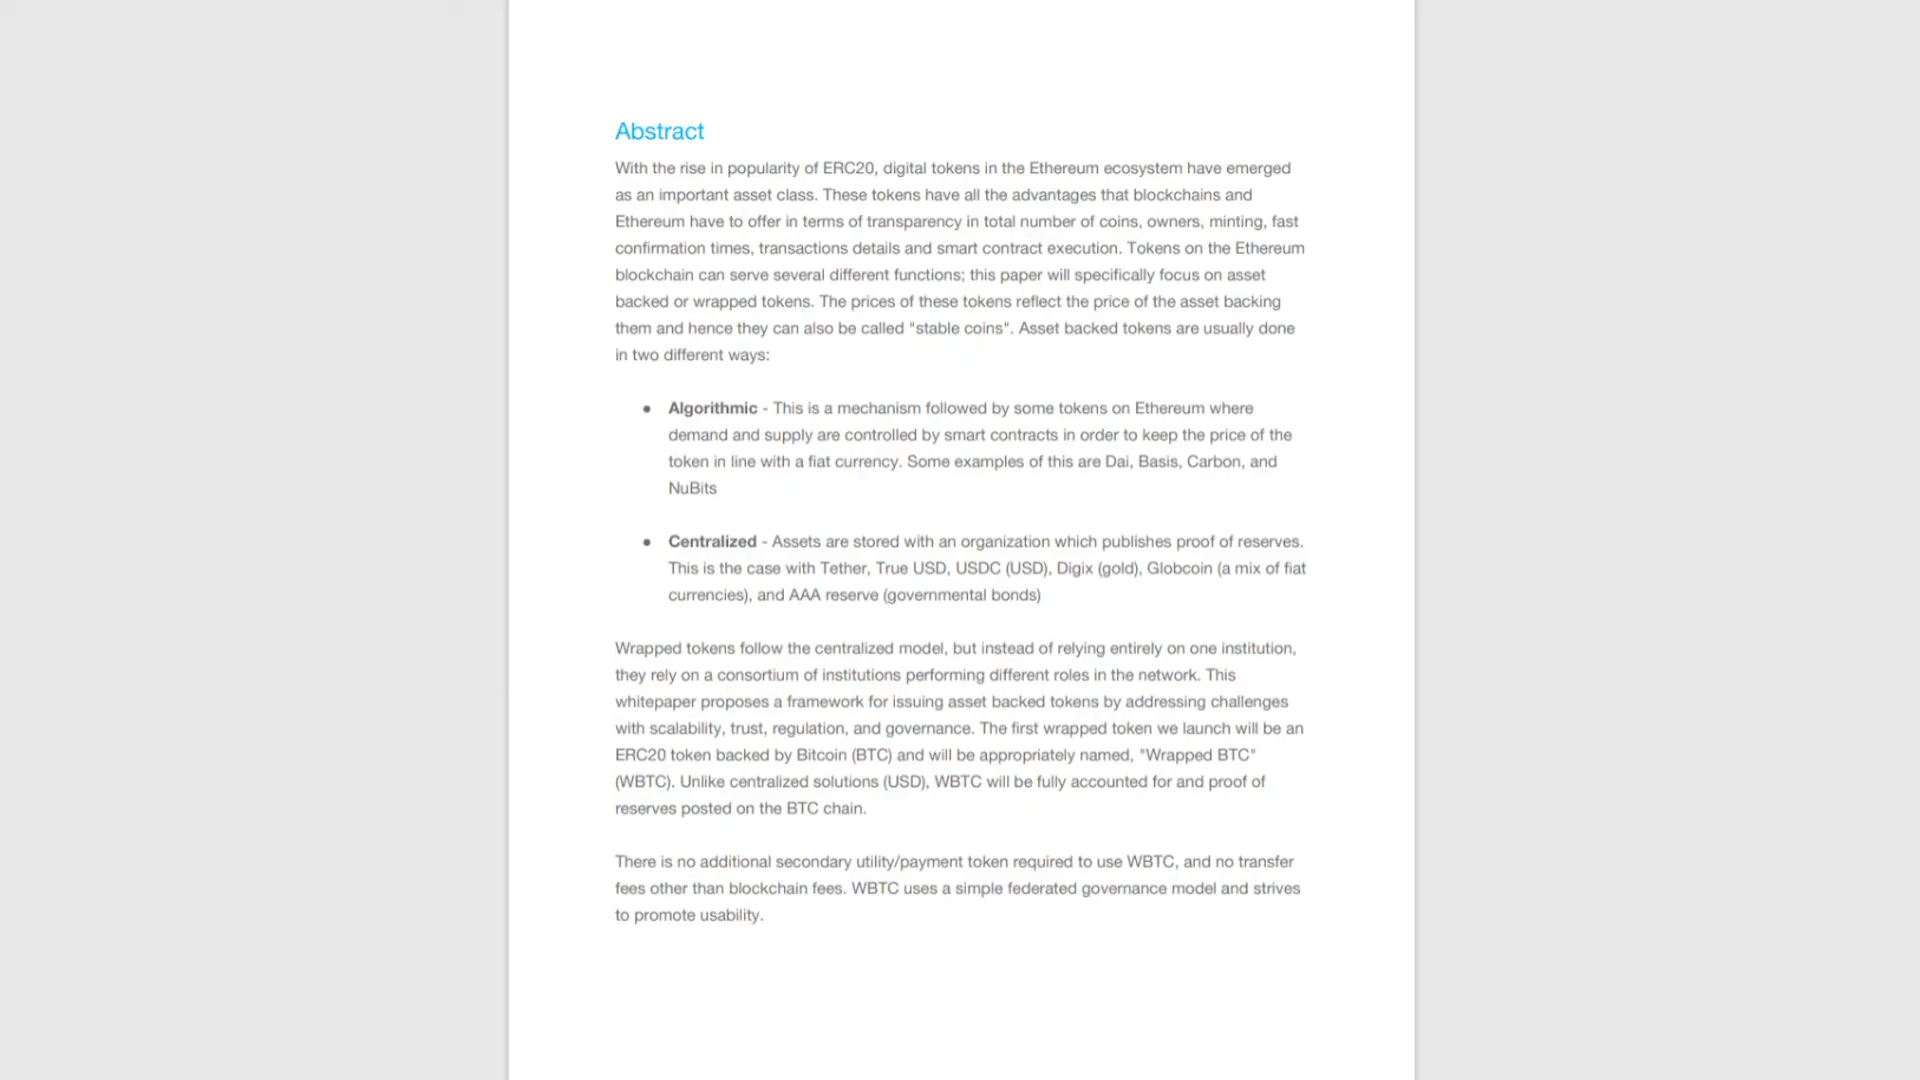 Abstract
With the rise in popularity of ERC20, digital tokens in the Ethereum ecosystem have emerged
as an important asset class. These tokens have all the advantages that blockchains and
Ethereum have to offer in terms of transparency in total number of coins, owners, minting, fast
confirmation times, transactions details and smart contract execution. Tokens on the Ethereum
blockchain can serve several different functions; this paper will specifically focus on asset
backed or wrapped tokens. The prices of these tokens reflect the price of the asset backing
them and hence they can also be called "stable coins". Asset backed tokens are usually done
in two different ways:
● Algorithmic - This is a mechanism followed by some tokens on Ethereum where
demand and supply are controlled by smart contracts in order to keep the price of the
token in line with a fiat currency. Some examples of this are Dai, Basis, Carbon, and
NuBits
● Centralized - Assets are stored with an organization which publishes proof of reserves.
This is the case with Tether, True USD, USDC (USD), Digix (gold), Globcoin (a mix of fiat
currencies), and AAA reserve (governmental bonds)
Wrapped tokens follow the centralized model, but instead of relying entirely on one institution,
they rely on a consortium of institutions performing different roles in the network. This
whitepaper proposes a framework for issuing asset backed tokens by addressing challenges
with scalability, trust, regulation, and governance. The first wrapped token we launch will be an
ERC20 token backed by Bitcoin (BTC) and will be appropriately named, "Wrapped BTC"
(WBTC). Unlike centralized solutions (USD), WBTC will be fully accounted for and proof of
reserves posted on the BTC chain.
There is no additional secondary utility/payment token required to use WBTC, and no transfer
fees other than blockchain fees. WBTC uses a simple federated governance model and strives
to promote usability.